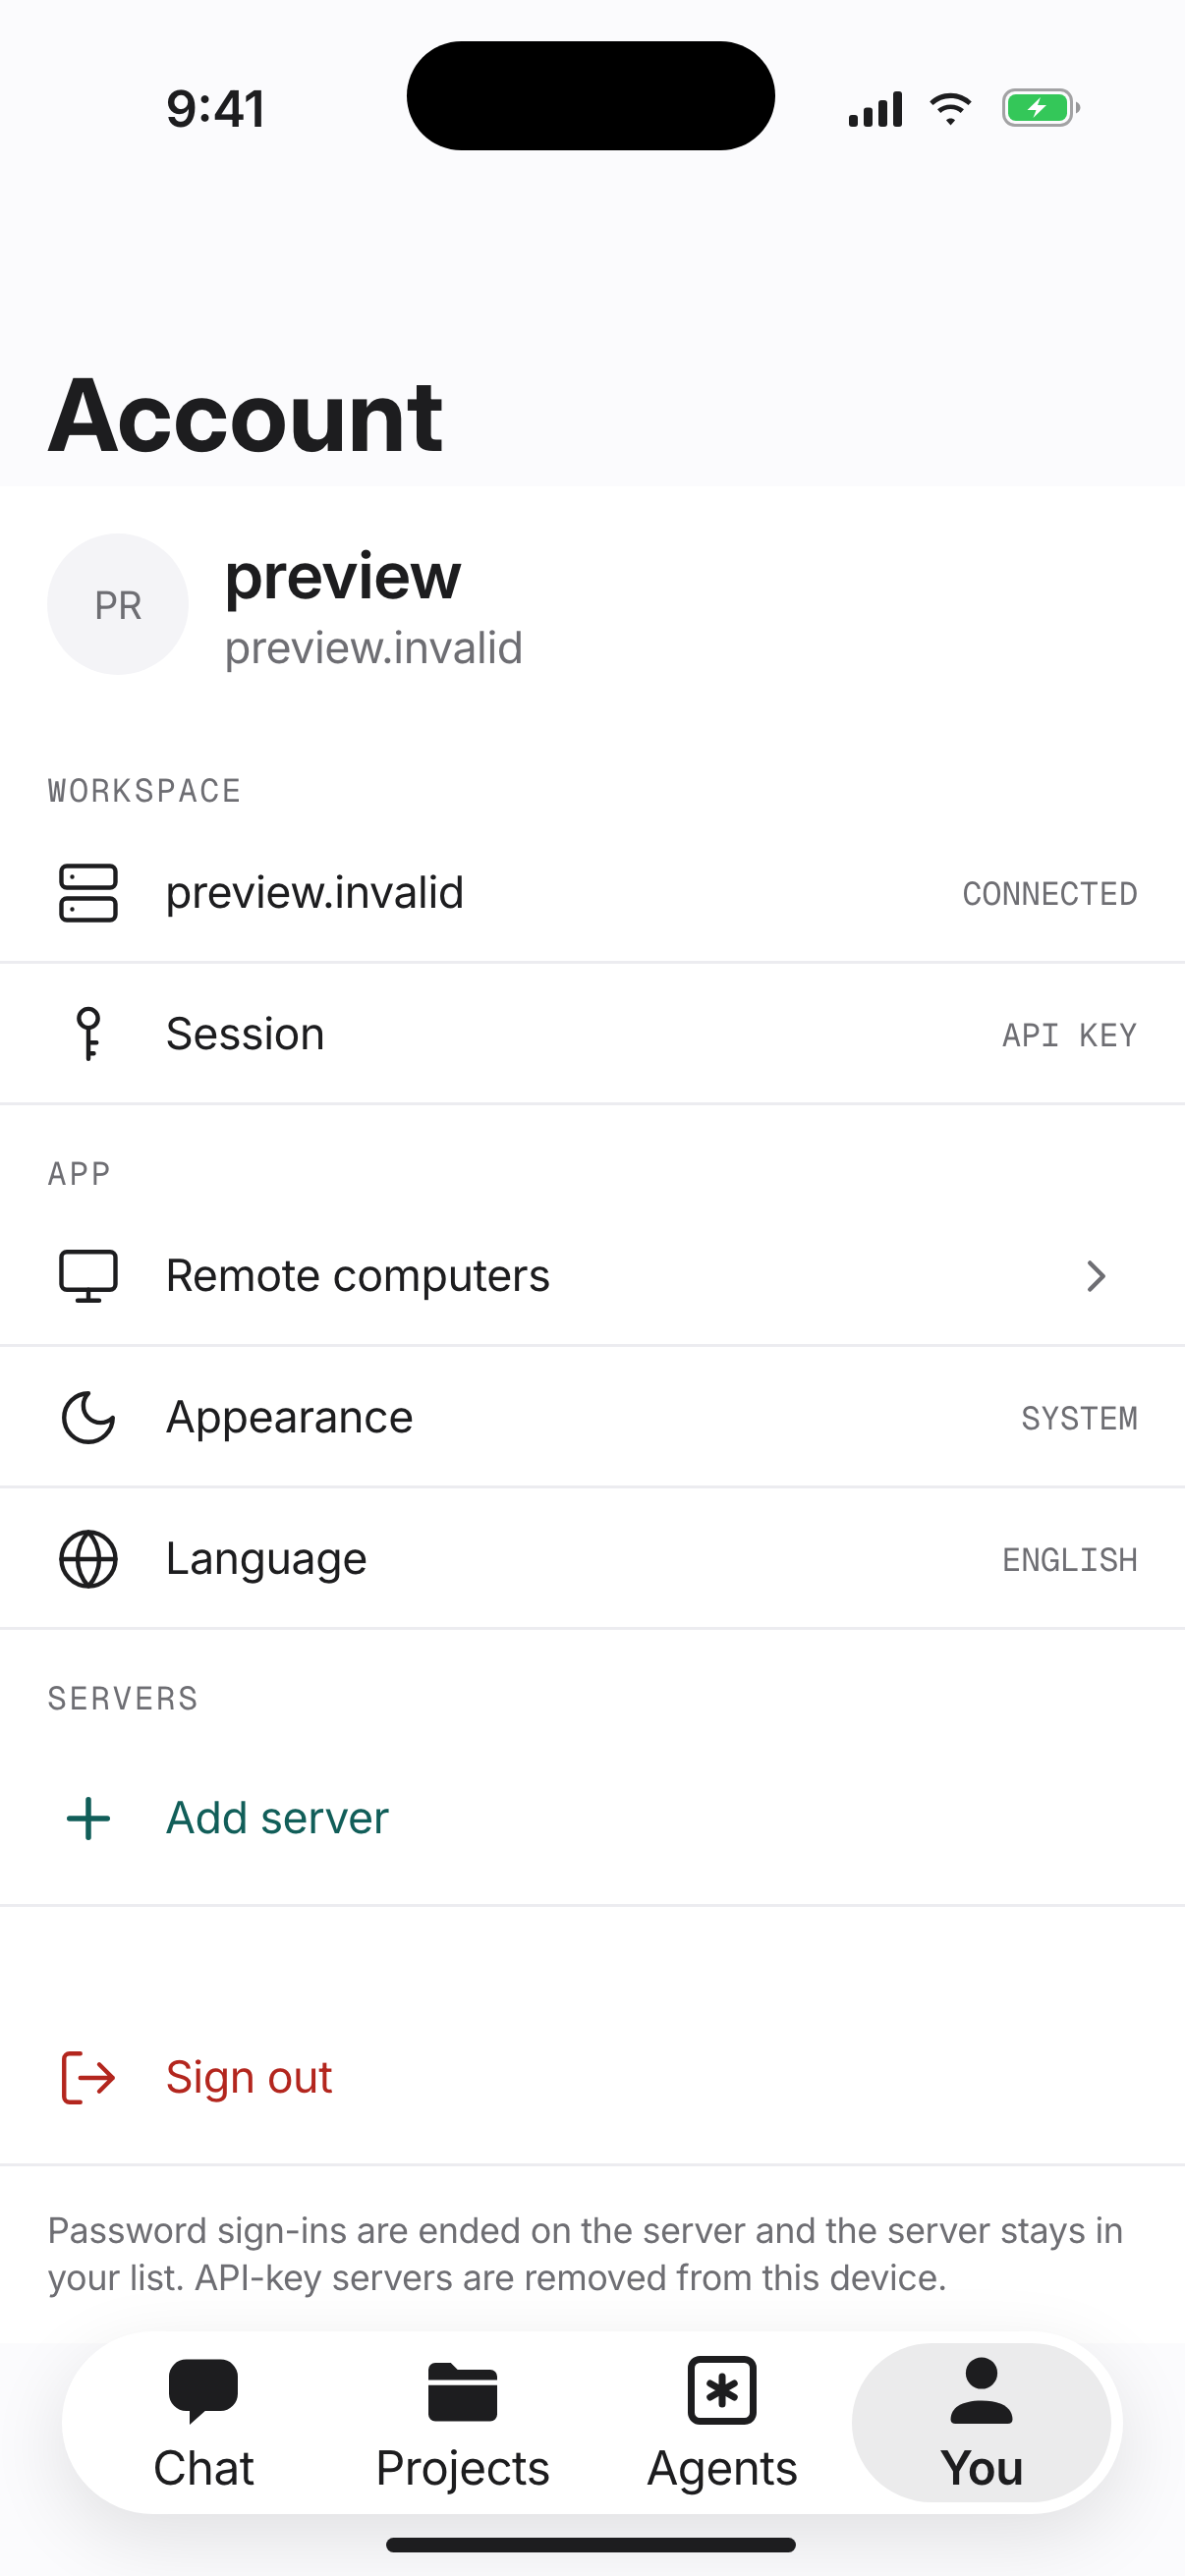 9:41
Account
PR
preview
preview.invalid
WORKSPACE
preview.invalid CONNECTED
Session API KEY
APP
Remote computers
Appearance SYSTEM
Language ENGLISH
SERVERS
Add server
Sign out
Password sign-ins are ended on the server and the server stays in
your list. API-key servers are removed from this device.
Chat Projects Agents You